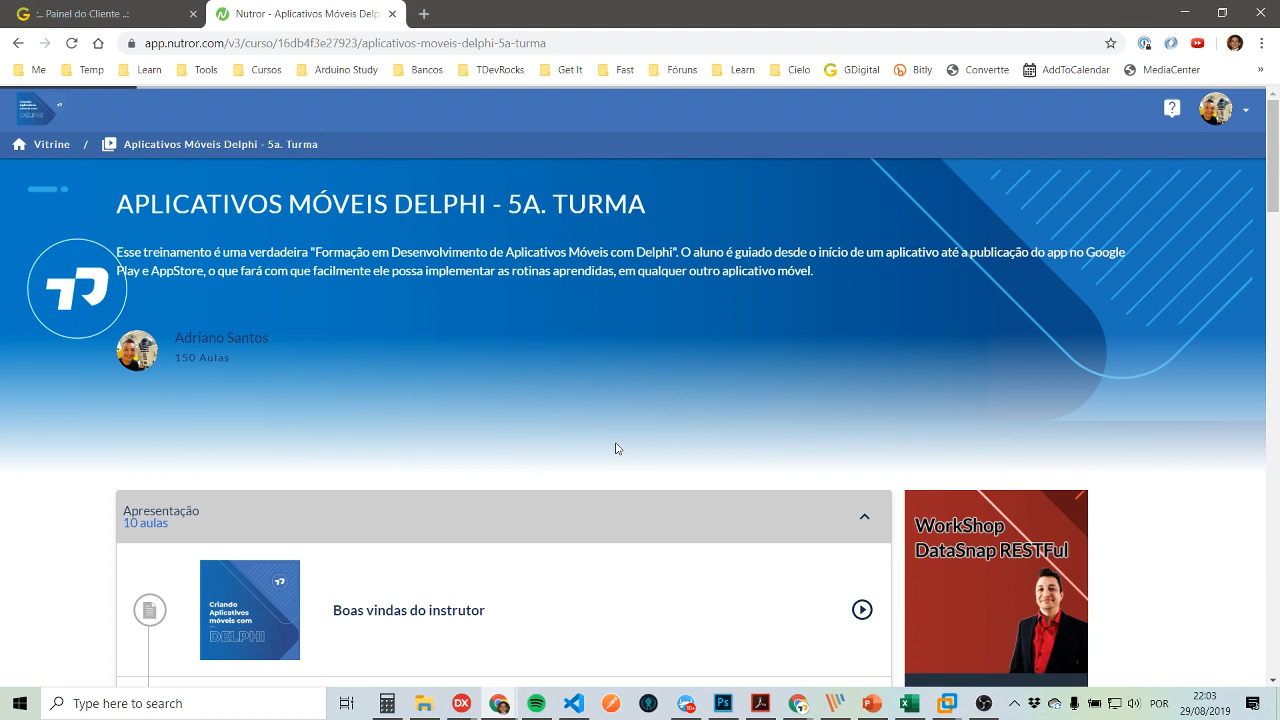 :. Painel do Cliente .:
Nutror - Aplicativos Móveis Delp
app.nutror.com/v3/curso/16db4f3e27923/aplicativos-moveis-delphi-5a-turma
Me
Temp
Learn
Tools
Cursos
Arduino Study
Bancos
TDevRocks
Get It
Fast
Fóruns
Learn
Cielo
GDigital
Bitly
Convertte
AddToCalendar
MediaCenter
»
Vitrine / Aplicativos Móveis Delphi - 5a. Turma
APLICATIVOS MÓVEIS DELPHI - 5A. TURMA
Esse treinamento é uma verdadeira "Formação em Desenvolvimento de Aplicativos Móveis com Delphi". O aluno é guiado desde o início de um aplicativo até a publicação do app no Google
Play e AppStore, o que fará com que facilmente ele possa implementar as rotinas aprendidas, em qualquer outro aplicativo móvel.
Adriano Santos
150 Aulas
Apresentação
10 aulas
Criando
Aplicativos
móveis com
DELPHI
Boas vindas do instrutor
WorkShop
DataSnap RESTFul
Type here to search
DX
10+
Ps
POR
22:03
29/08/2019